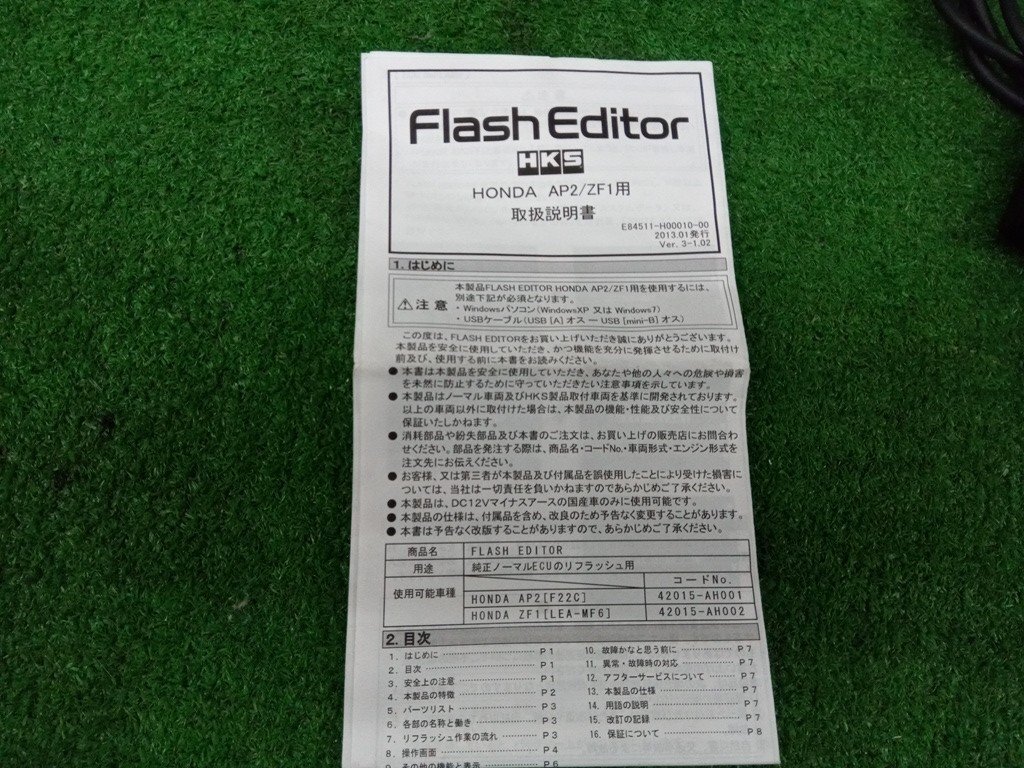 Flash Editor
HKS
HONDA AP2/ZF1用
取扱説明書
E84511-H00010-00
2013.01発行
Ver. 3-1.02
1. はじめに
⚠注意
本製品FLASH EDITOR HONDA AP2/ZF1用を使用するには、
別途下記が必須となります。
・Windowsパソコン(WindowsXP 又は Windows7)
・USBケーブル(USB [A] オス ー USB [mini-B] オス)
この度は、FLASH EDITORをお買い上げいただき誠にありがとうございます。
本製品を安全に使用していただき、かつ機能を充分に発揮させるために取付け
前及び、使用する前に本書をお読みください。
● 本書は本製品を安全に使用していただき、あなたや他の人々への危険や損害
を未然に防止するために守っていただきたい注意事項を示しています。
● 本製品はノーマル車両及びHKS製品取付車両を基準に開発されております。
以上の車両以外に取付けた場合は、本製品の機能・性能及び安全性について
保証いたしかねます。
● 消耗部品や紛失部品及び本書のご注文は、お買い上げの販売店にお問合わ
せください。部品を発注する際は、商品名・コードNo.・車両形式・エンジン形式を
注文先にお伝えください。
● お客様、又は第三者が本製品及び付属品を誤使用したことにより受けた損害に
ついては、当社は一切責任を負いかねますのであらかじめご了承ください。
● 本製品は、DC12Vマイナスアースの国産車のみに使用可能です。
● 本製品の仕様は、付属品を含め、改良のため予告なく変更することがあります。
● 本書は予告なく改版することがありますので、あらかじめご了承ください。
商品名 FLASH EDITOR
用途 純正ノーマルECUのリフラッシュ用
使用可能車種 コードNo.
HONDA AP2[F22C] 42015-AH001
HONDA ZF1[LEA-MF6] 42015-AH002
2. 目次
1. はじめに P1
2. 目次 P1
3. 安全上の注意 P1
4. 本製品の特徴 P2
5. パーツリスト P3
6. 各部の名称と働き P3
7. リフラッシュ作業の流れ P3
8. 操作画面 P4
9. その他の機能と表示 P6
10. 故障かなと思う前に P7
11. 異常・故障時の対応 P7
12. アフターサービスについて P7
13. 本製品の仕様 P7
14. 用語の説明 P7
15. 改訂の記録 P7
16. 保証について P8